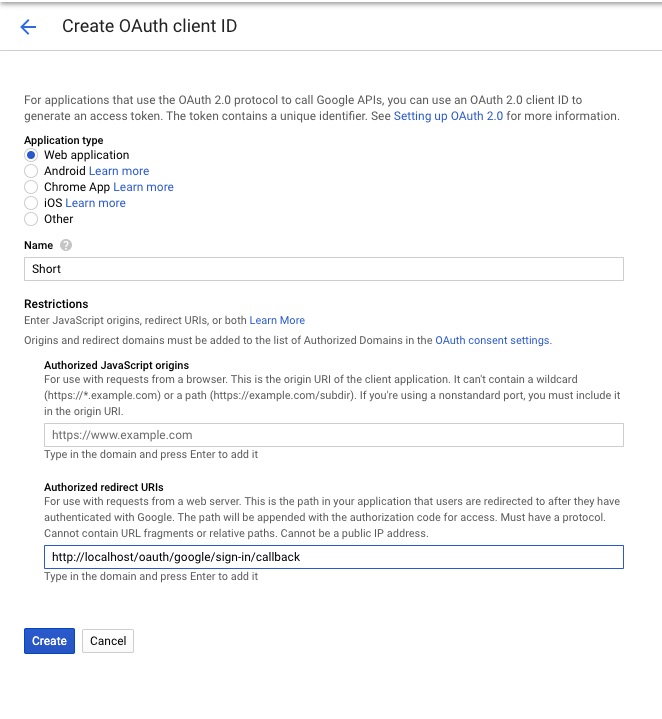 Create OAuth client ID
For applications that use the OAuth 2.0 protocol to call Google APIs, you can use an OAuth 2.0 client ID to
generate an access token. The token contains a unique identifier. See Setting up OAuth 2.0 for more information.
Application type
Web application
Android Learn more
Chrome App Learn more
iOS Learn more
Other
Name ?
Short
Restrictions
Enter JavaScript origins, redirect URIs, or both Learn More
Origins and redirect domains must be added to the list of Authorized Domains in the OAuth consent settings.
Authorized JavaScript origins
For use with requests from a browser. This is the origin URI of the client application. It can't contain a wildcard
(https://*.example.com) or a path (https://example.com/subdir). If you're using a nonstandard port, you must include it
in the origin URI.
https://www.example.com
Type in the domain and press Enter to add it
Authorized redirect URIs
For use with requests from a web server. This is the path in your application that users are redirected to after they have
authenticated with Google. The path will be appended with the authorization code for access. Must have a protocol.
Cannot contain URL fragments or relative paths. Cannot be a public IP address.
http://localhost/oauth/google/sign-in/callback
Type in the domain and press Enter to add it
Create Cancel